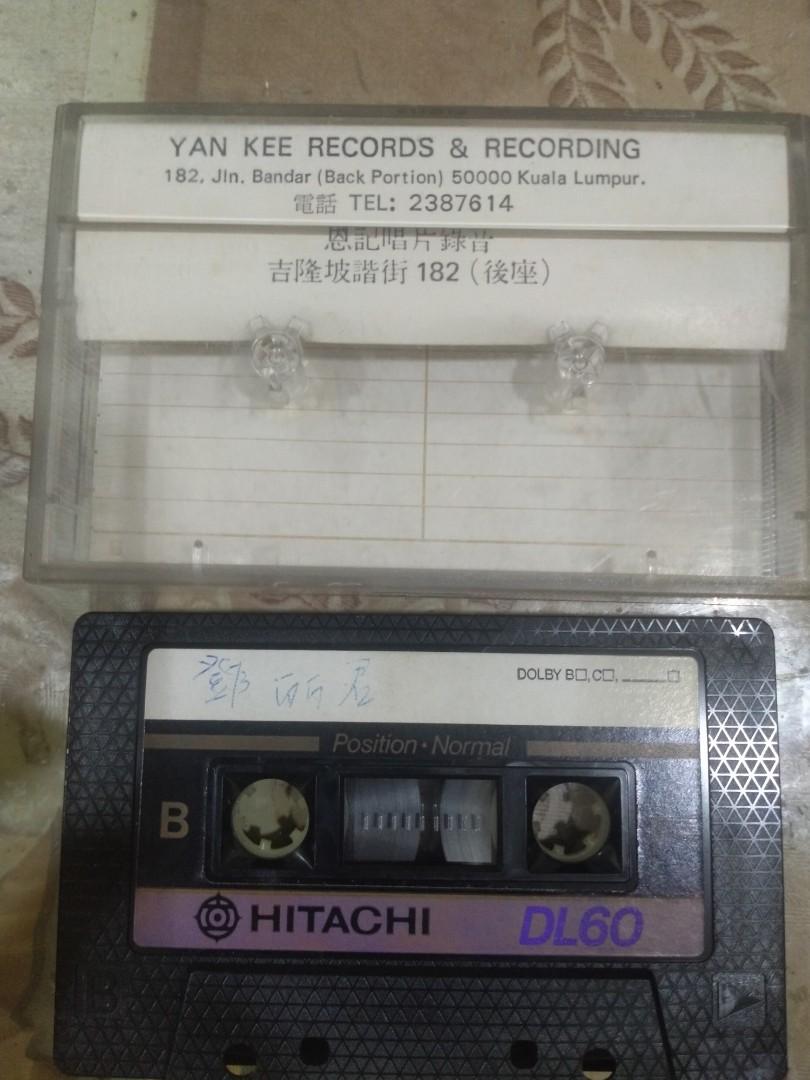 YAN KEE RECORDS & RECORDING
182, Jln. Bandar (Back Portion) 50000 Kuala Lumpur.
電話 TEL: 2387614
恩記唱片錄音
吉隆坡諧街 182 (後座)
鄧丽君
DOLBY B□,C□, ______□
Position·Normal
B
HITACHI DL60
B